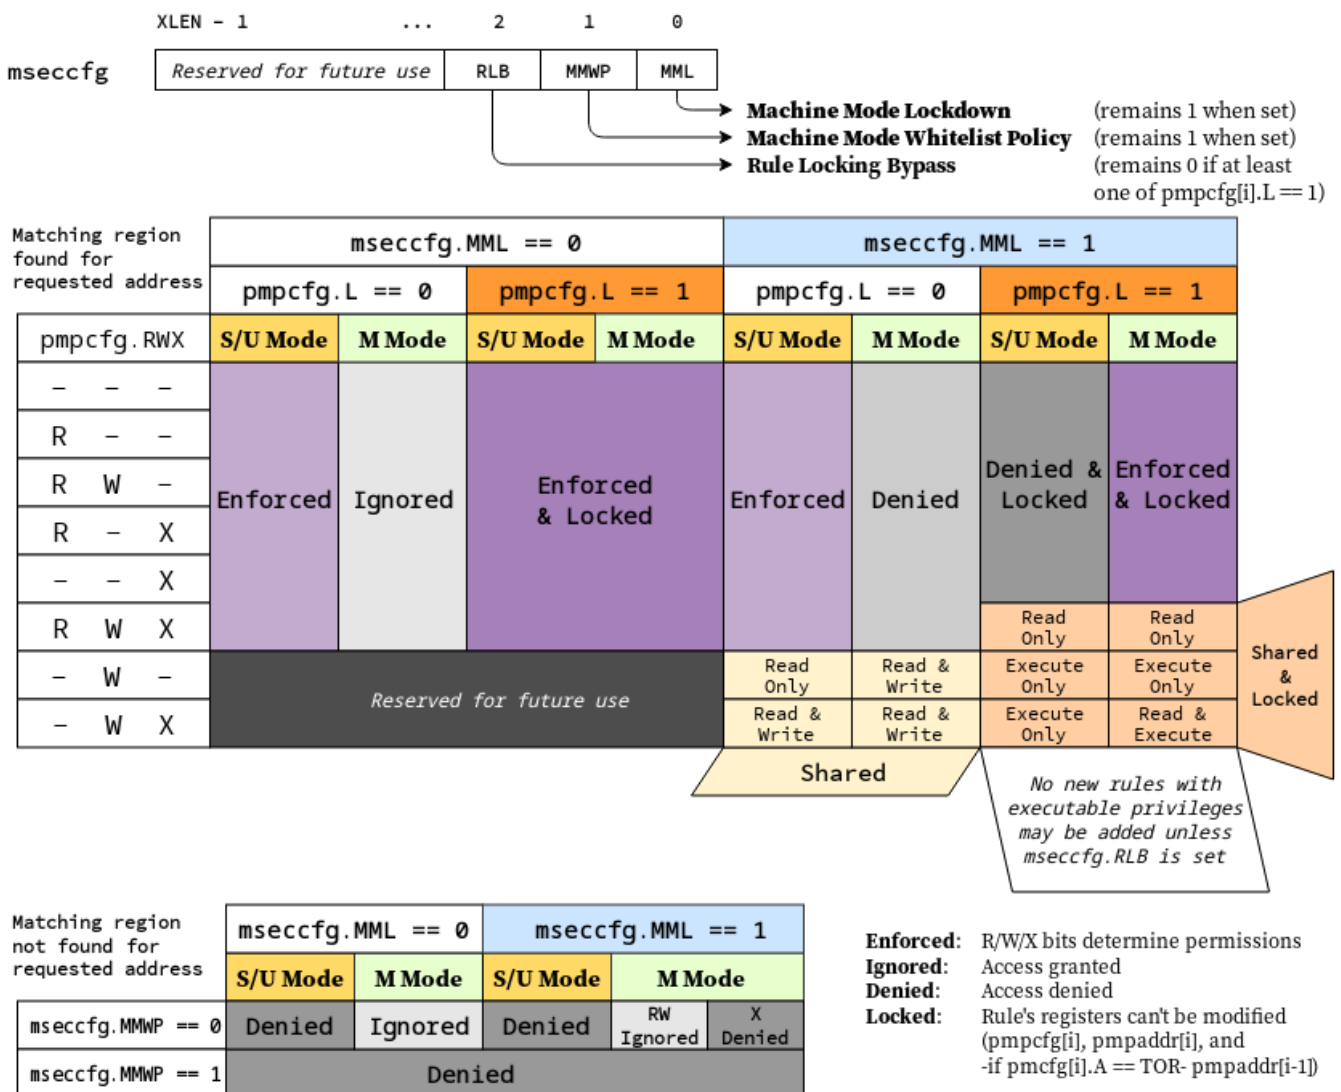 XLEN - 1 ... 2 1 0
mseccfg Reserved for future use RLB MMWP MML
Machine Mode Lockdown (remains 1 when set)
Machine Mode Whitelist Policy (remains 1 when set)
Rule Locking Bypass (remains 0 if at least
one of pmpcfg[i].L == 1)
Matching region
found for
requested address
mseccfg.MML == 0 mseccfg.MML == 1
pmpcfg.L == 0 pmpcfg.L == 1 pmpcfg.L == 0 pmpcfg.L == 1
pmpcfg.RWX S/U Mode M Mode S/U Mode M Mode S/U Mode M Mode S/U Mode M Mode
- - -
R - -
R W -
R - X
- - X
R W X
- W -
- W X
Enforced
Ignored
Enforced
& Locked
Enforced
Denied
Denied &
Locked
Enforced
& Locked
Read
Only
Read
Only
Reserved for future use
Read
Only
Read &
Write
Execute
Only
Execute
Only
Read &
Write
Read &
Write
Execute
Only
Read &
Execute
Shared
&
Locked
Shared
No new rules with
executable privileges
may be added unless
mseccfg.RLB is set
Matching region
not found for
requested address
mseccfg.MML == 0 mseccfg.MML == 1
S/U Mode M Mode S/U Mode M Mode
mseccfg.MMWP == 0 Denied Ignored Denied
RW
Ignored
X
Denied
mseccfg.MMWP == 1 Denied
Enforced: R/W/X bits determine permissions
Ignored: Access granted
Denied: Access denied
Locked: Rule's registers can't be modified
(pmpcfg[i], pmpaddr[i], and
-if pmcfg[i].A == TOR- pmpaddr[i-1])